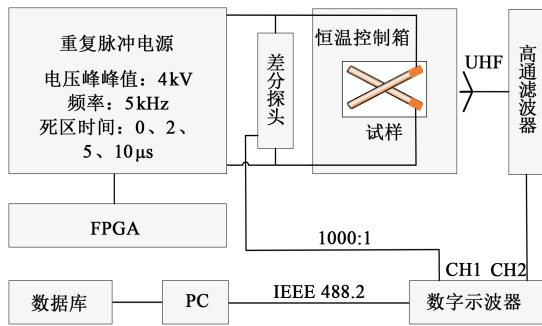 重复脉冲电源
电压峰峰值：4kV
频率：5kHz
死区时间：0、2、
5、10μs
差分探头
恒温控制箱
试样
UHF
高通滤波器
FPGA
1000:1
CH1 CH2
数据库
PC
IEEE 488.2
数字示波器